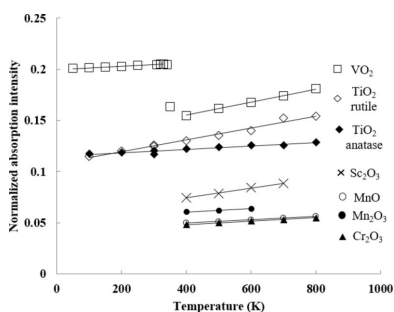 0.25
0.2
0.15
0.1
0.05
0
0
200
400
600
800
1000
Normalized absorption intensity
Temperature (K)
VO₂
TiO₂
rutile
TiO₂
anatase
Sc₂O₃
MnO
Mn₂O₃
Cr₂O₃